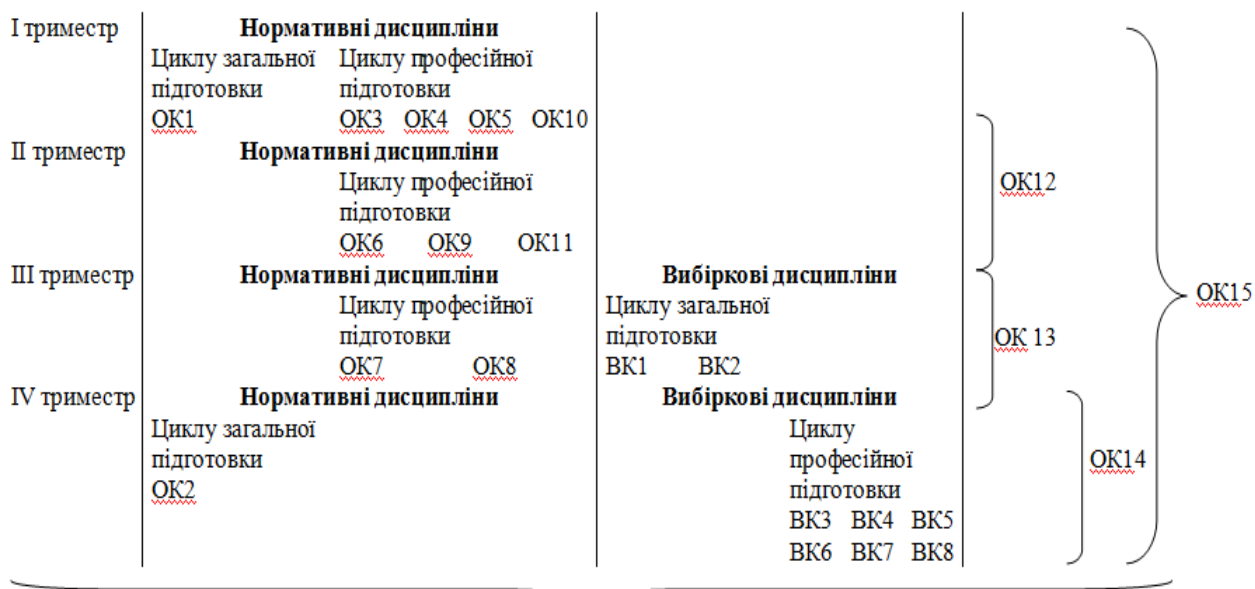 I триместр Нормативні дисципліни
Циклу загальної Циклу професійної
підготовки підготовки
ОК1 ОК3 ОК4 ОК5 ОК10
II триместр Нормативні дисципліни
Циклу професійної
підготовки
ОК12
ОК6 ОК9 ОК11
III триместр Нормативні дисципліни Вибіркові дисципліни
Циклу професійної Циклу загальної
ОК15
підготовки підготовки
ОК 13
ОК7 ОК8 ВК1 ВК2
IV триместр Нормативні дисципліни Вибіркові дисципліни
Циклу загальної Циклу
підготовки професійної
ОК14
ОК2 підготовки
ВК3 ВК4 ВК5
ВК6 ВК7 ВК8